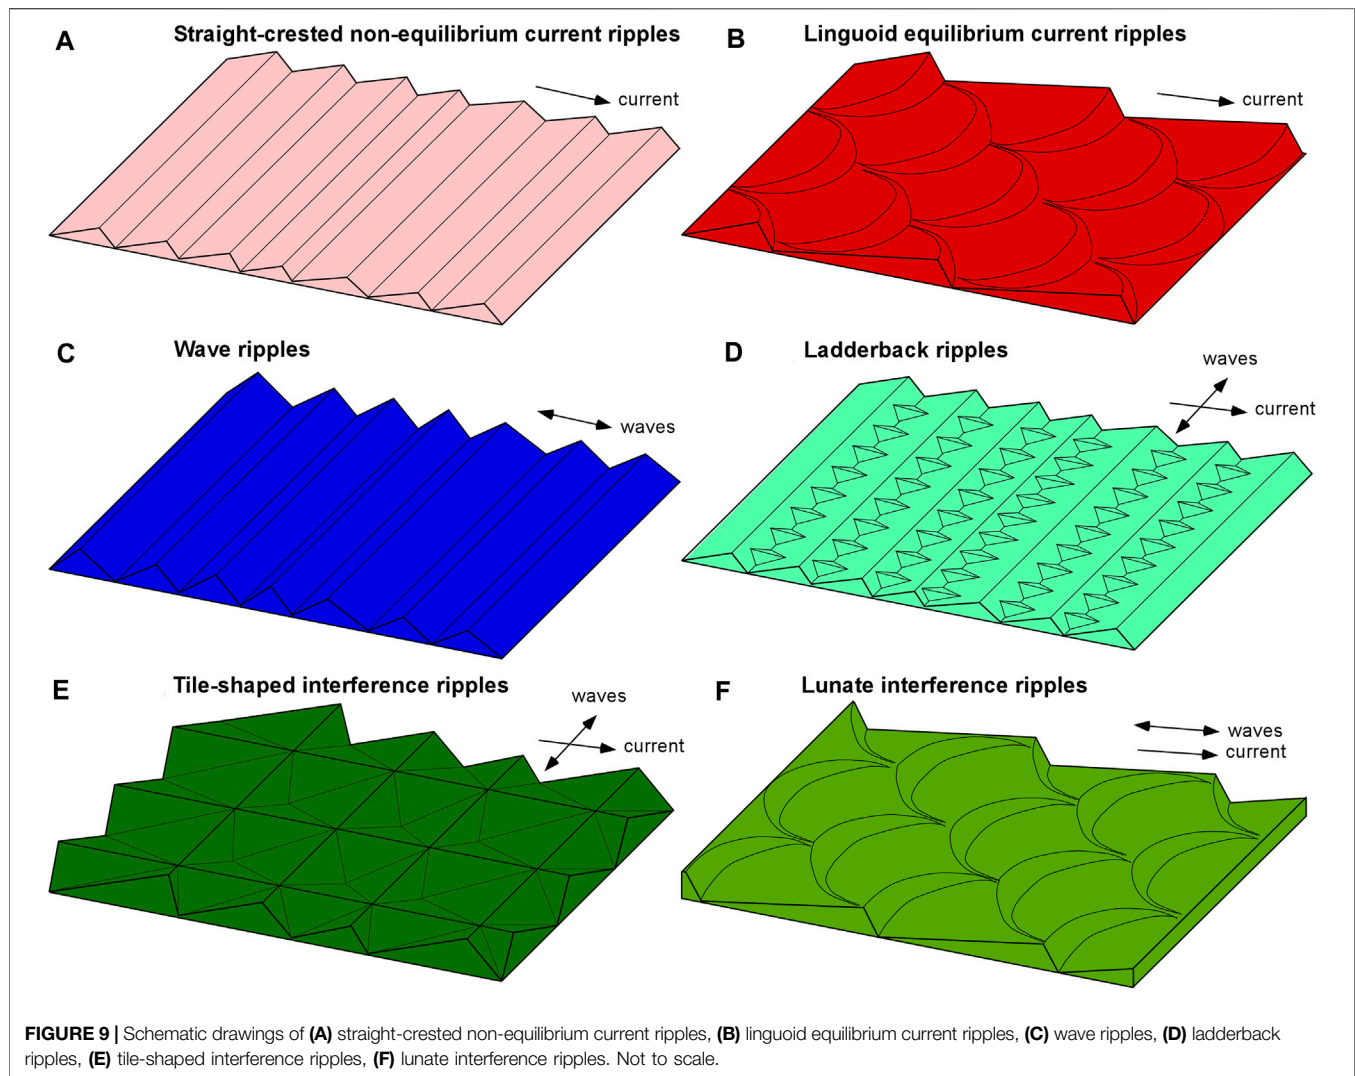 A Straight-crested non-equilibrium current ripples
current
B Linguoid equilibrium current ripples
current
C Wave ripples
waves
D Ladderback ripples
waves
current
E Tile-shaped interference ripples
waves
current
F Lunate interference ripples
waves
current
FIGURE 9 | Schematic drawings of (A) straight-crested non-equilibrium current ripples, (B) linguoid equilibrium current ripples, (C) wave ripples, (D) ladderback
ripples, (E) tile-shaped interference ripples, (F) lunate interference ripples. Not to scale.